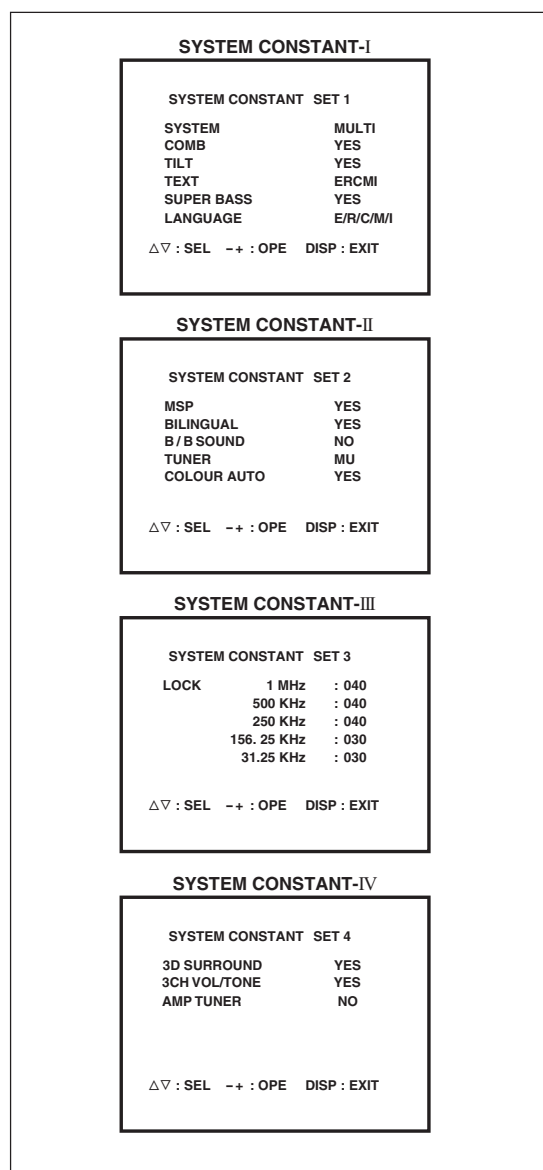 SYSTEM CONSTANT-I
SYSTEM CONSTANT SET 1
SYSTEM MULTI
COMB YES
TILT YES
TEXT ERCMI
SUPER BASS YES
LANGUAGE E/R/C/M/I
△▽ : SEL -+ : OPE DISP : EXIT
SYSTEM CONSTANT-II
SYSTEM CONSTANT SET 2
MSP YES
BILINGUAL YES
B / B SOUND NO
TUNER MU
COLOUR AUTO YES
△▽ : SEL -+ : OPE DISP : EXIT
SYSTEM CONSTANT-III
SYSTEM CONSTANT SET 3
LOCK 1 MHz : 040
500 KHz : 040
250 KHz : 040
156. 25 KHz : 030
31.25 KHz : 030
△▽ : SEL -+ : OPE DISP : EXIT
SYSTEM CONSTANT-IV
SYSTEM CONSTANT SET 4
3D SURROUND YES
3CH VOL/TONE YES
AMP TUNER NO
△▽ : SEL -+ : OPE DISP : EXIT